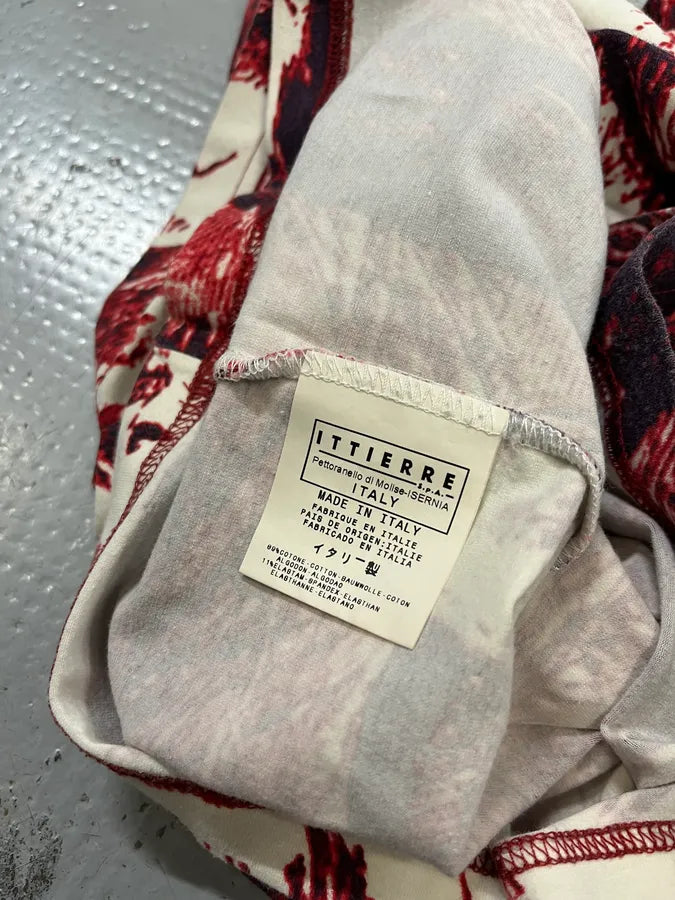 ITTIERRE
S.P.A.
Pettoranello di Molise-ISERNIA
ITALY
MADE IN ITALY
FABRIQUE EN ITALIE
PAIS DE ORIGEN:ITALIE
FABRICADO EN ITALIA
イタリー製
89%COTONE-COTTON-BAUMWOLLE-COTON
ALGODON-ALGODAO
11%ELASTAM-SPANDEX-ELASTHAN
ELASTHANNE-ELASTANO